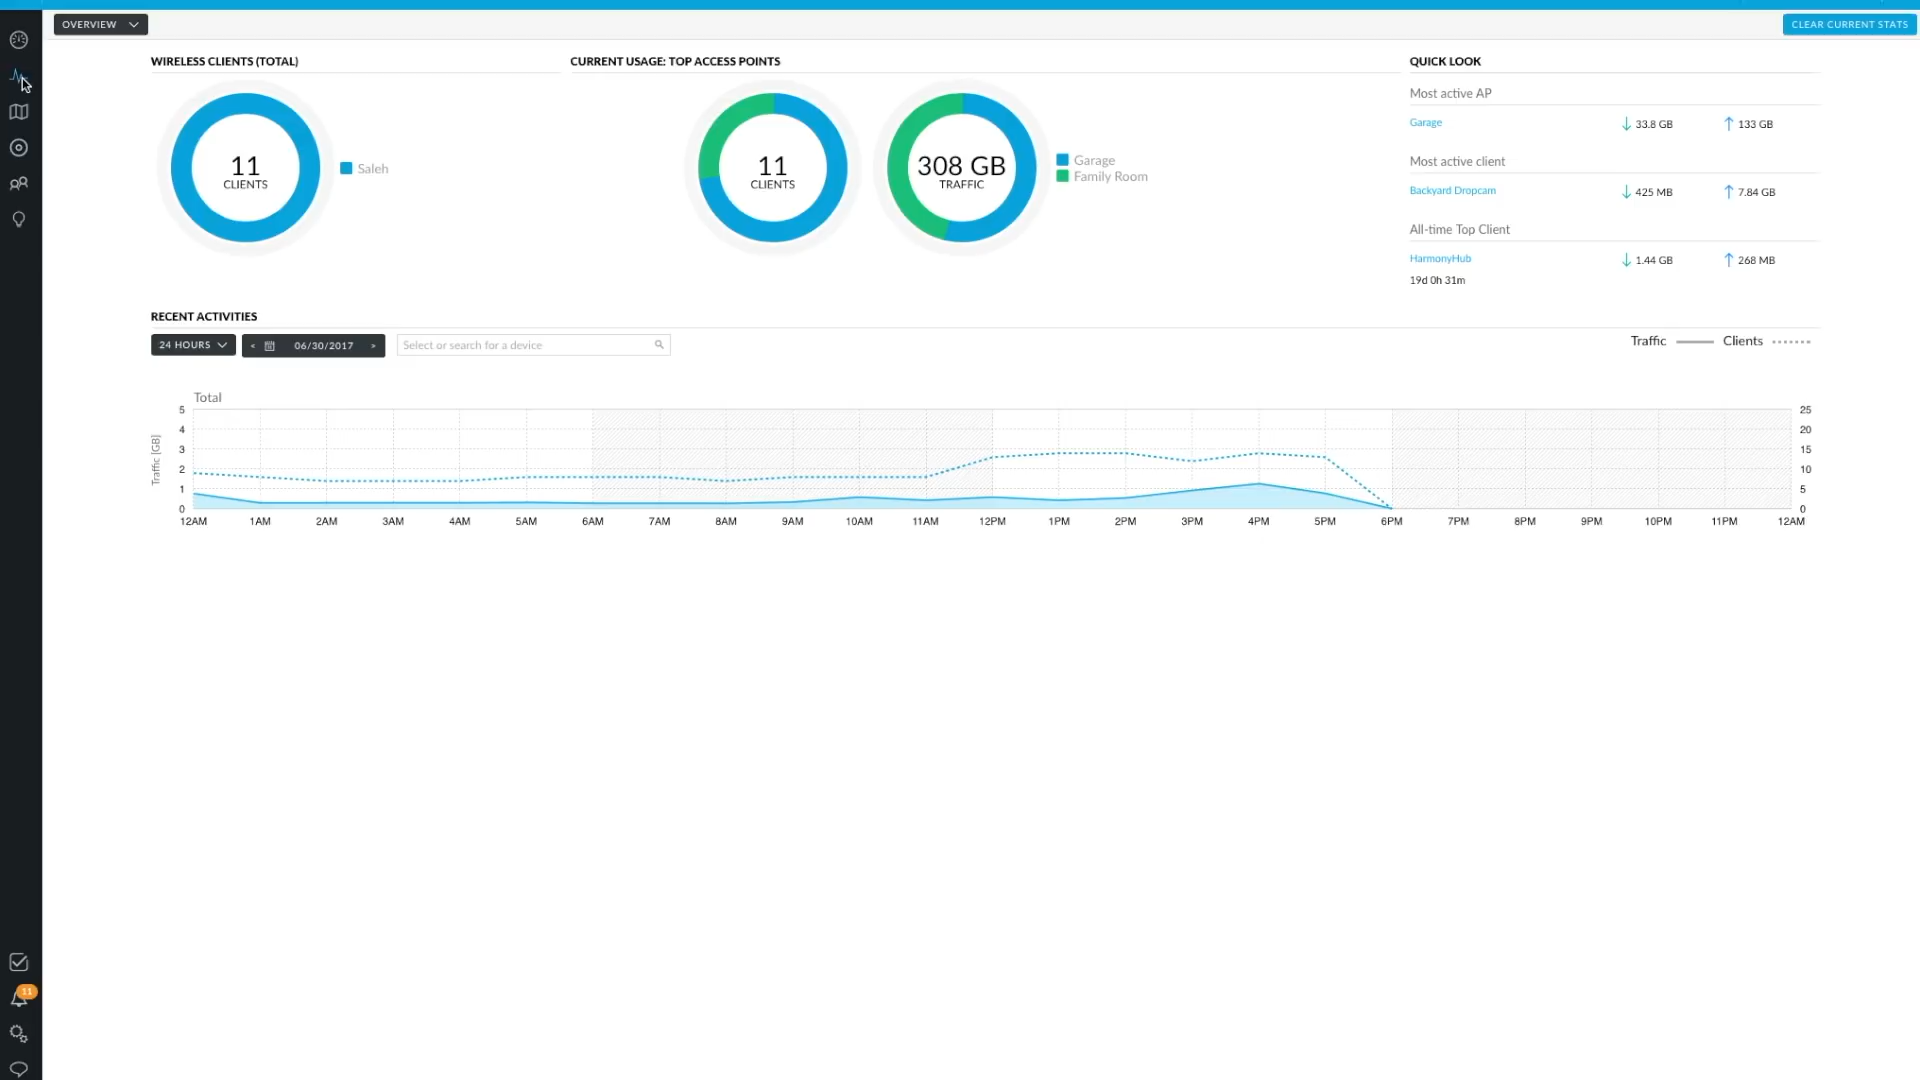 OVERVIEW
CLEAR CURRENT STATS
WIRELESS CLIENTS (TOTAL)
11
CLIENTS
Saleh
CURRENT USAGE: TOP ACCESS POINTS
11
CLIENTS
308 GB
TRAFFIC
Garage
Family Room
QUICK LOOK
Most active AP
Garage 33.8 GB 133 GB
Most active client
Backyard Dropcam 425 MB 7.84 GB
All-time Top Client
HarmonyHub 1.44 GB 268 MB
19d 0h 31m
RECENT ACTIVITIES
24 HOURS < 06/30/2017 > Select or search for a device
Traffic Clients
Total
Traffic [GB]
5 25
4 20
3 15
2 10
1 5
0 0
12AM 1AM 2AM 3AM 4AM 5AM 6AM 7AM 8AM 9AM 10AM 11AM 12PM 1PM 2PM 3PM 4PM 5PM 6PM 7PM 8PM 9PM 10PM 11PM 12AM
11